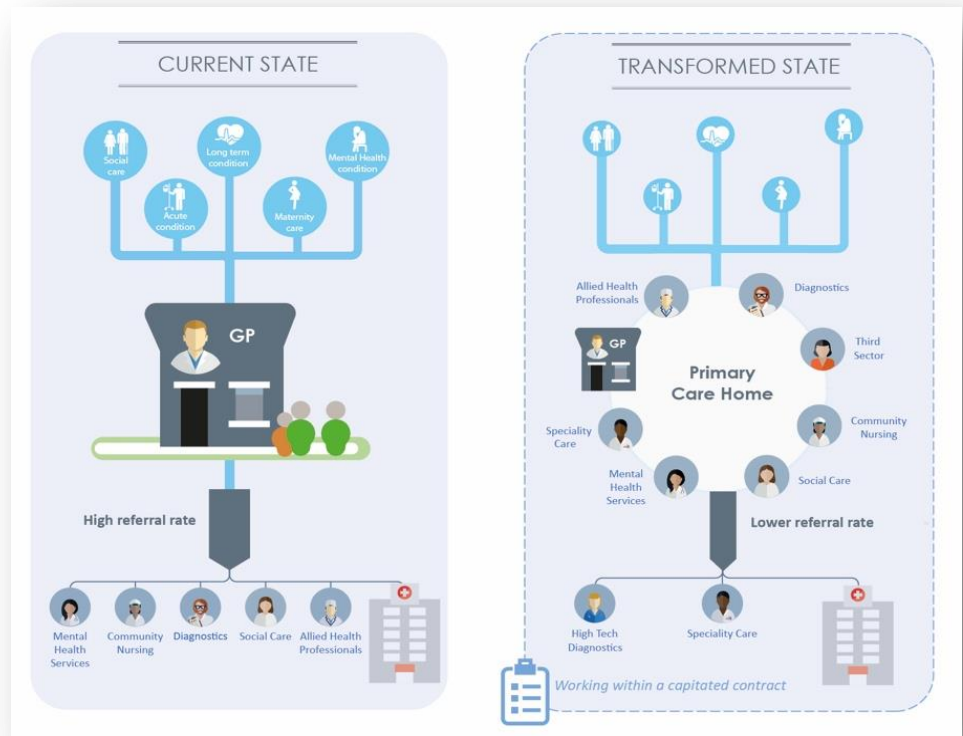 CURRENT STATE
Social
care
Long term
condition
Mental Health
condition
Acute
condition
Maternity
care
GP
High referral rate
Mental
Health
Services
Community
Nursing
Diagnostics
Social Care
Allied Health
Professionals
TRANSFORMED STATE
Allied Health
Professionals
Diagnostics
GP
Third
Sector
Primary
Care Home
Speciality
Care
Community
Nursing
Mental
Health
Services
Social Care
Lower referral rate
High Tech
Diagnostics
Speciality Care
Working within a capitated contract